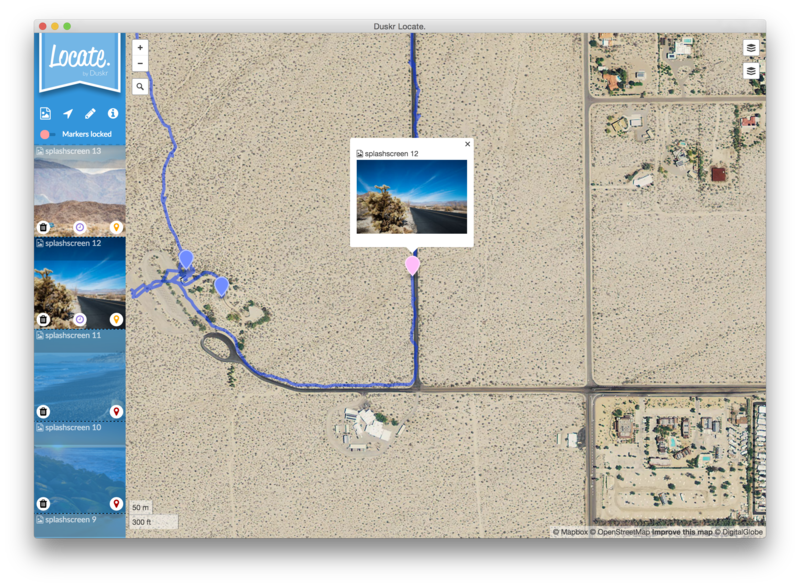 Duskr Locate.
Locate.
by Duskr
Markers locked
splashscreen 13
splashscreen 12
splashscreen 11
splashscreen 10
splashscreen 9
+
−
splashscreen 12
×
50 m
300 ft
© Mapbox © OpenStreetMap Improve this map © DigitalGlobe